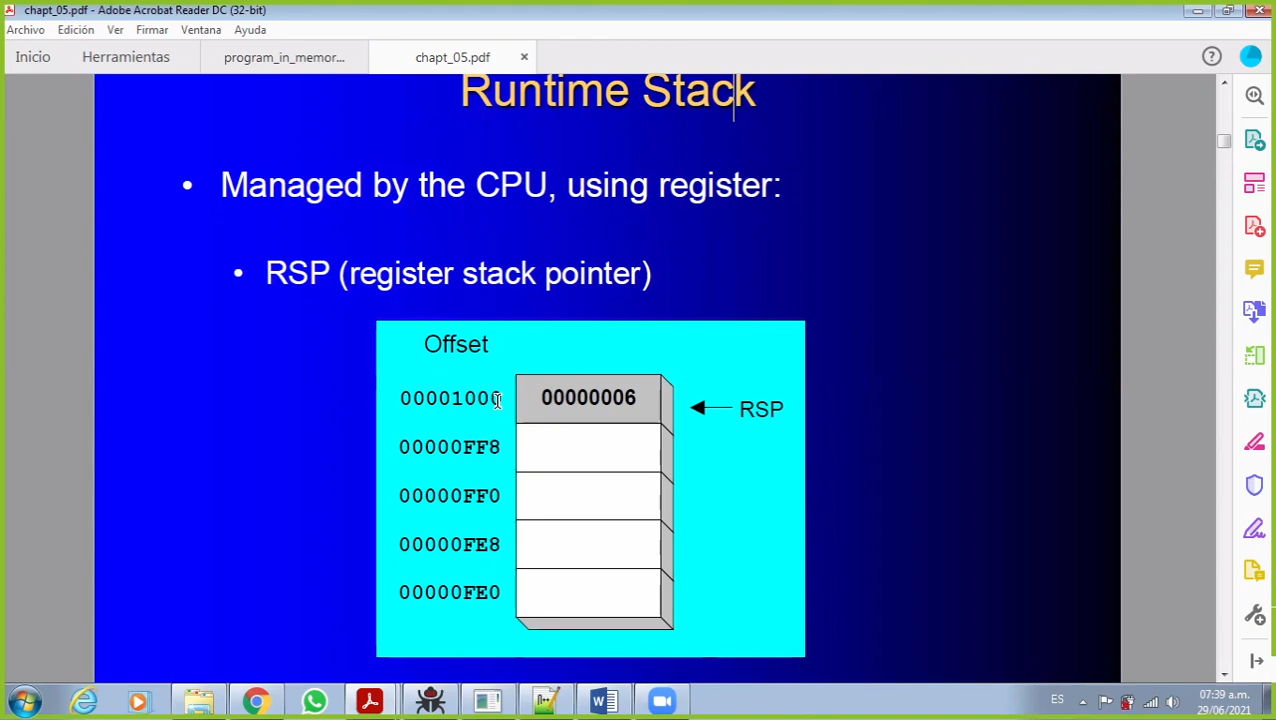 chapt_05.pdf - Adobe Acrobat Reader DC (32-bit)
Archivo Edición Ver Firmar Ventana Ayuda
Inicio Herramientas program_in_memor... chapt_05.pdf ×
Runtime Stack
• Managed by the CPU, using register:
• RSP (register stack pointer)
Offset
00001000 00000006 RSP
00000FF8
00000FF0
00000FE8
00000FE0
ES 07:39 a.m.
29/06/2021